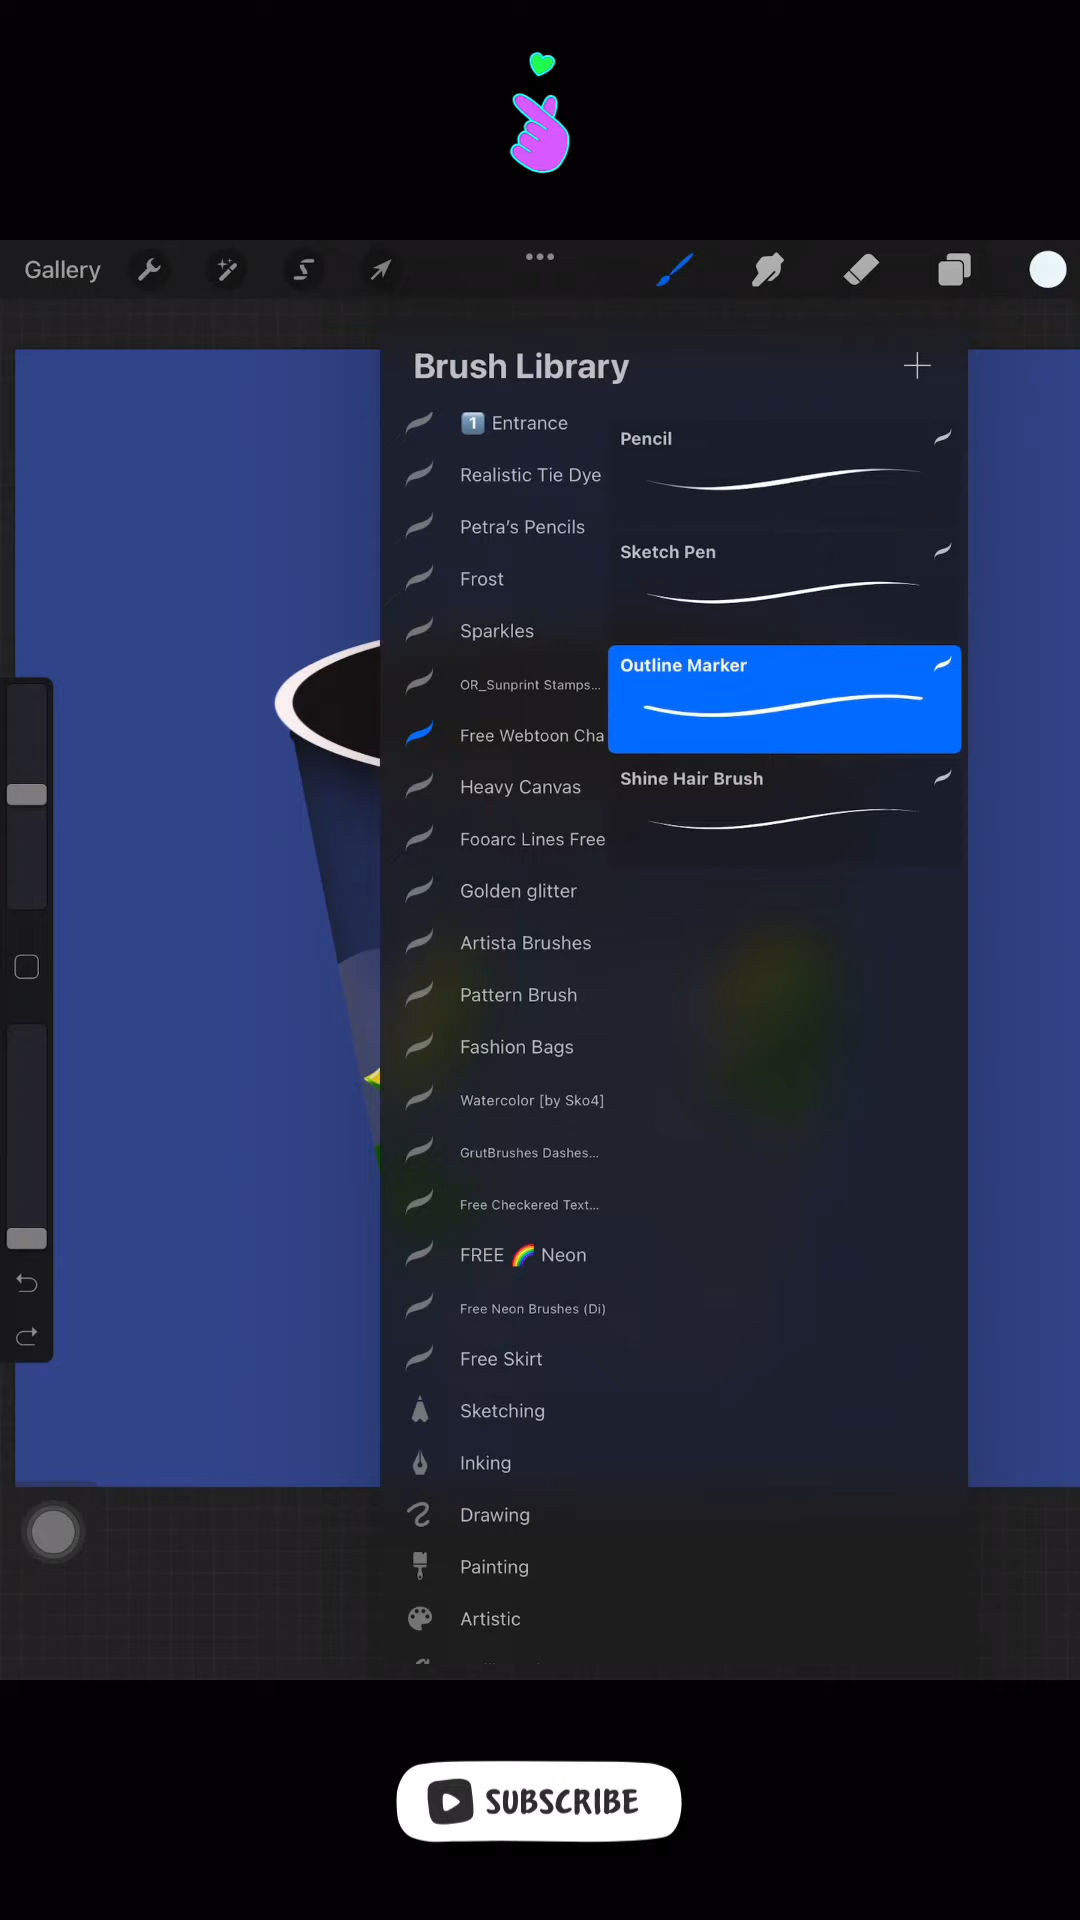 Gallery
Brush Library
1 Entrance
Realistic Tie Dye
Petra's Pencils
Frost
Sparkles
OR_Sunprint Stamps...
Free Webtoon Cha
Heavy Canvas
Fooarc Lines Free
Golden glitter
Artista Brushes
Pattern Brush
Fashion Bags
Watercolor [by Sko4]
GrutBrushes Dashes...
Free Checkered Text...
FREE 🌈 Neon
Free Neon Brushes (Di)
Free Skirt
Sketching
Inking
Drawing
Painting
Artistic
Pencil
Sketch Pen
Outline Marker
Shine Hair Brush
SUBSCRIBE